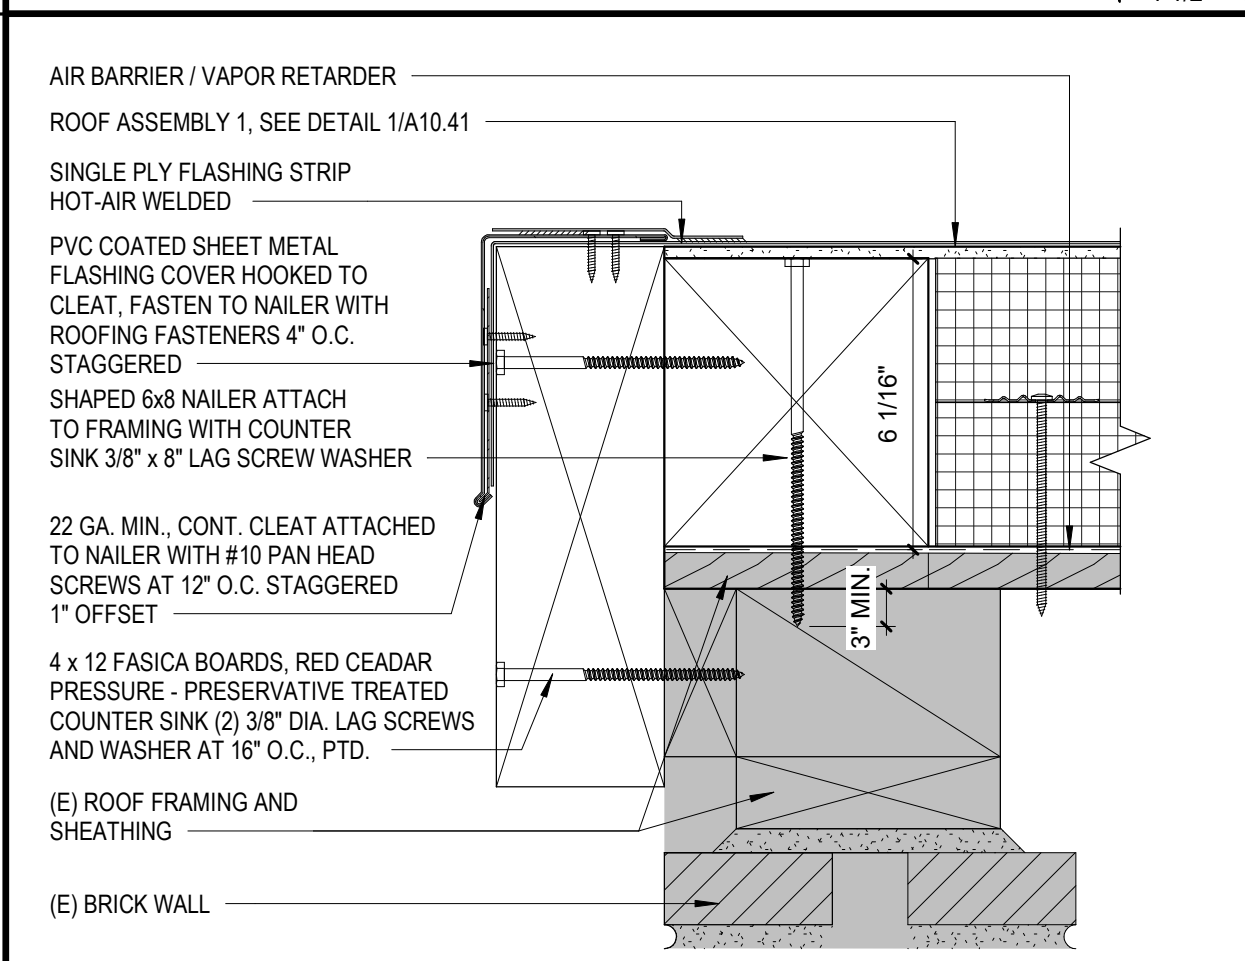 AIR BARRIER / VAPOR RETARDER
ROOF ASSEMBLY 1, SEE DETAIL 1/A10.41
SINGLE PLY FLASHING STRIP
HOT-AIR WELDED
PVC COATED SHEET METAL
FLASHING COVER HOOKED TO
CLEAT, FASTEN TO NAILER WITH
ROOFING FASTENERS 4" O.C.
STAGGERED
SHAPED 6x8 NAILER ATTACH
TO FRAMING WITH COUNTER
SINK 3/8" x 8" LAG SCREW WASHER
22 GA. MIN., CONT. CLEAT ATTACHED
TO NAILER WITH #10 PAN HEAD
SCREWS AT 12" O.C. STAGGERED
1" OFFSET
4 x 12 FASICA BOARDS, RED CEADAR
PRESSURE - PRESERVATIVE TREATED
COUNTER SINK (2) 3/8" DIA. LAG SCREWS
AND WASHER AT 16" O.C., PTD.
(E) ROOF FRAMING AND
SHEATHING
(E) BRICK WALL
6 1/16"
3" MIN.